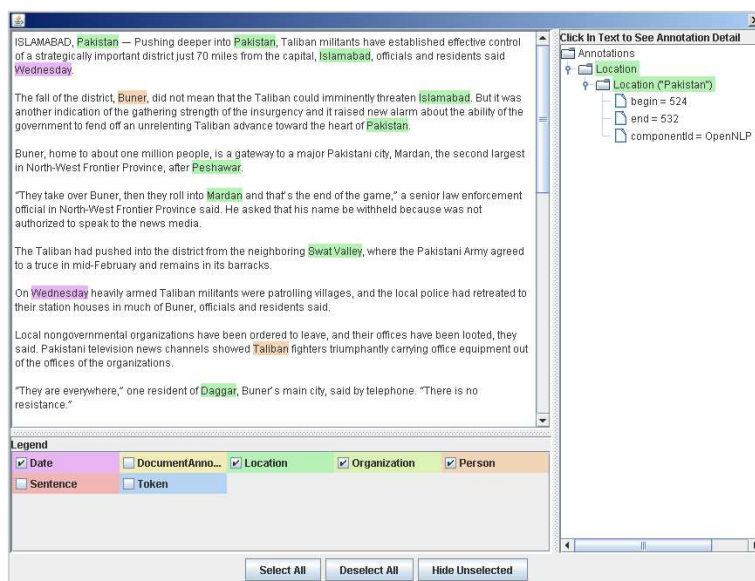 ISLAMABAD, Pakistan — Pushing deeper into Pakistan, Taliban militants have established effective control
of a strategically important district just 70 miles from the capital, Islamabad, officials and residents said
Wednesday.
The fall of the district, Buner, did not mean that the Taliban could imminently threaten Islamabad. But it was
another indication of the gathering strength of the insurgency and it raised new alarm about the ability of the
government to fend off an unrelenting Taliban advance toward the heart of Pakistan.
Buner, home to about one million people, is a gateway to a major Pakistani city, Mardan, the second largest
in North-West Frontier Province, after Peshawar.
"They take over Buner, then they roll into Mardan and that's the end of the game," a senior law enforcement
official in North-West Frontier Province said. He asked that his name be withheld because was not
authorized to speak to the news media.
The Taliban had pushed into the district from the neighboring Swat Valley, where the Pakistani Army agreed
to a truce in mid-February and remains in its barracks.
On Wednesday heavily armed Taliban militants were patrolling villages, and the local police had retreated to
their station houses in much of Buner, officials and residents said.
Local nongovernmental organizations have been ordered to leave, and their offices have been looted, they
said. Pakistani television news channels showed Taliban fighters triumphantly carrying office equipment out
of the offices of the organizations.
"They are everywhere," one resident of Daggar, Buner's main city, said by telephone. "There is no
resistance."
Click In Text to See Annotation Detail
Annotations
Location
Location ("Pakistan")
begin = 524
end = 532
componentId = OpenNLP
Legend
Date DocumentAnno... Location Organization Person
Sentence Token
Select All Deselect All Hide Unselected